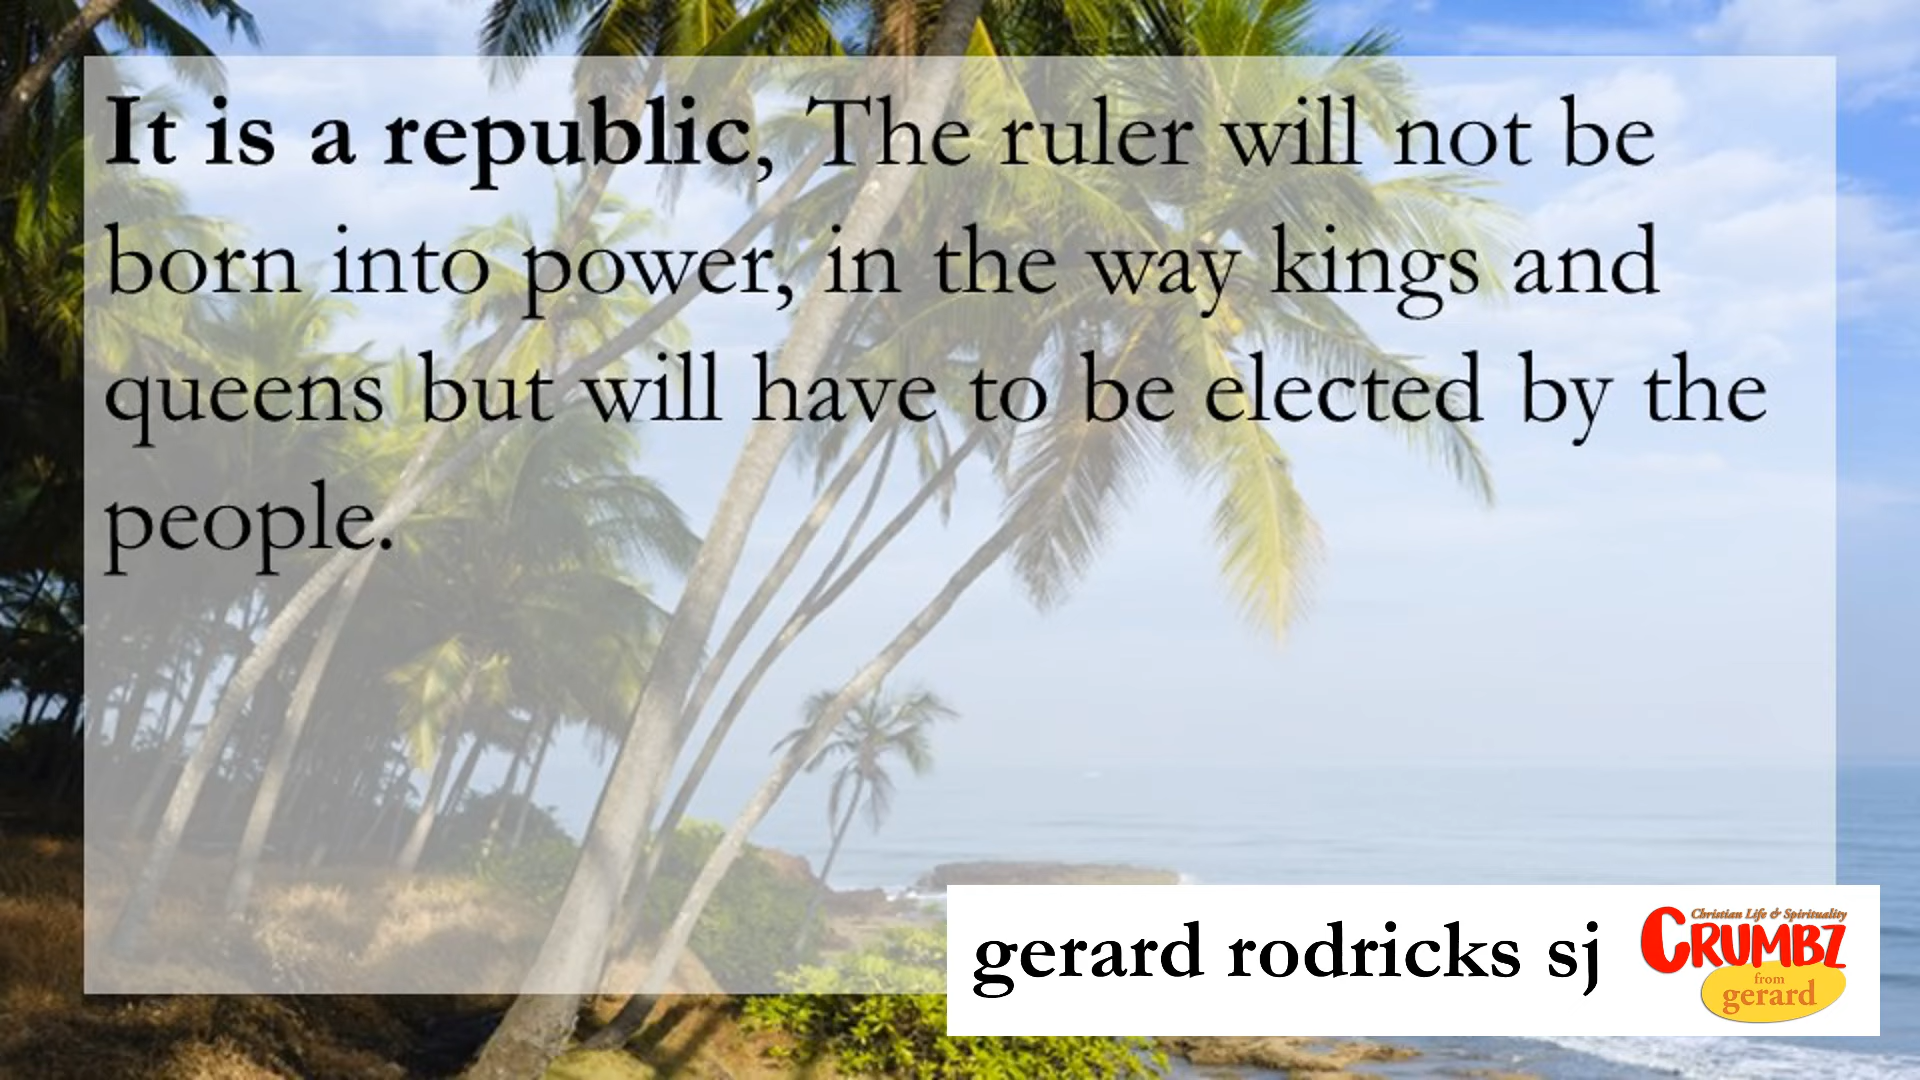 It is a republic, The ruler will not be
born into power, in the way kings and
queens but will have to be elected by the
people.
gerard rodricks sj
Christian Life & Spirituality
CRUMBZ
from
gerard